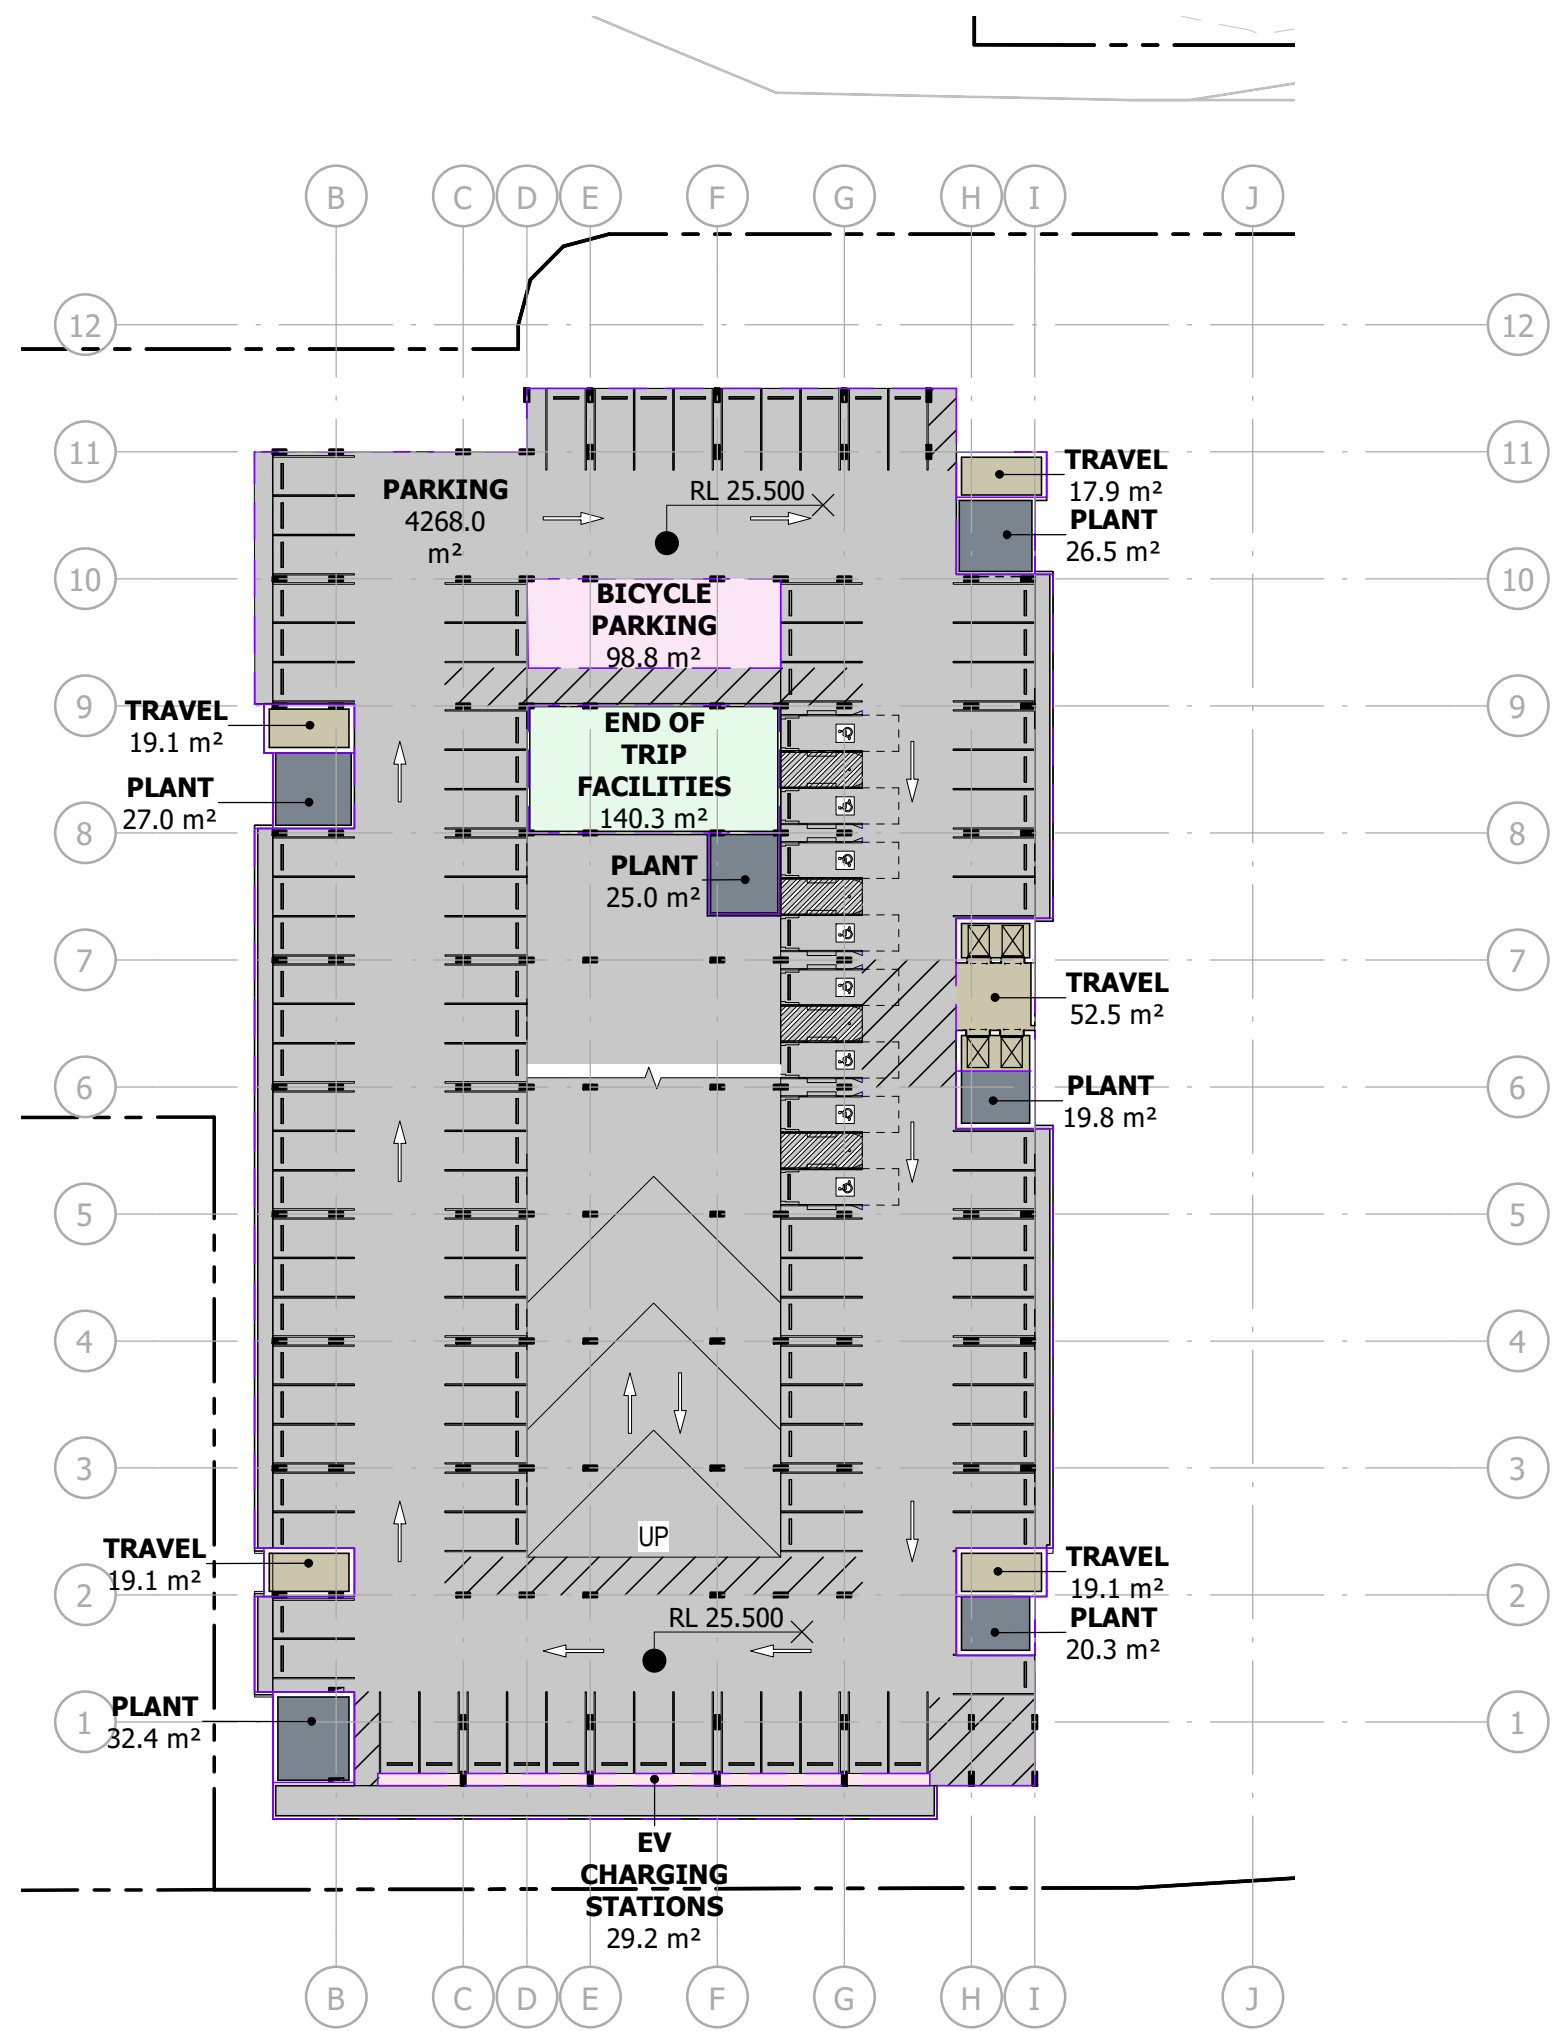 B C D E F G H I J
12 12
11 11
TRAVEL
17.9 m²
PARKING
4268.0
m²
RL 25.500
PLANT
26.5 m²
10 10
BICYCLE
PARKING
98.8 m²
9 9
TRAVEL
19.1 m²
END OF
TRIP
FACILITIES
140.3 m²
PLANT
27.0 m²
8 8
PLANT
25.0 m²
7 7
TRAVEL
52.5 m²
6 6
PLANT
19.8 m²
5 5
4 4
3 3
UP
TRAVEL
19.1 m²
TRAVEL
19.1 m²
2 2
RL 25.500
PLANT
20.3 m²
PLANT
32.4 m²
1 1
EV
CHARGING
STATIONS
29.2 m²
B C D E F G H I J